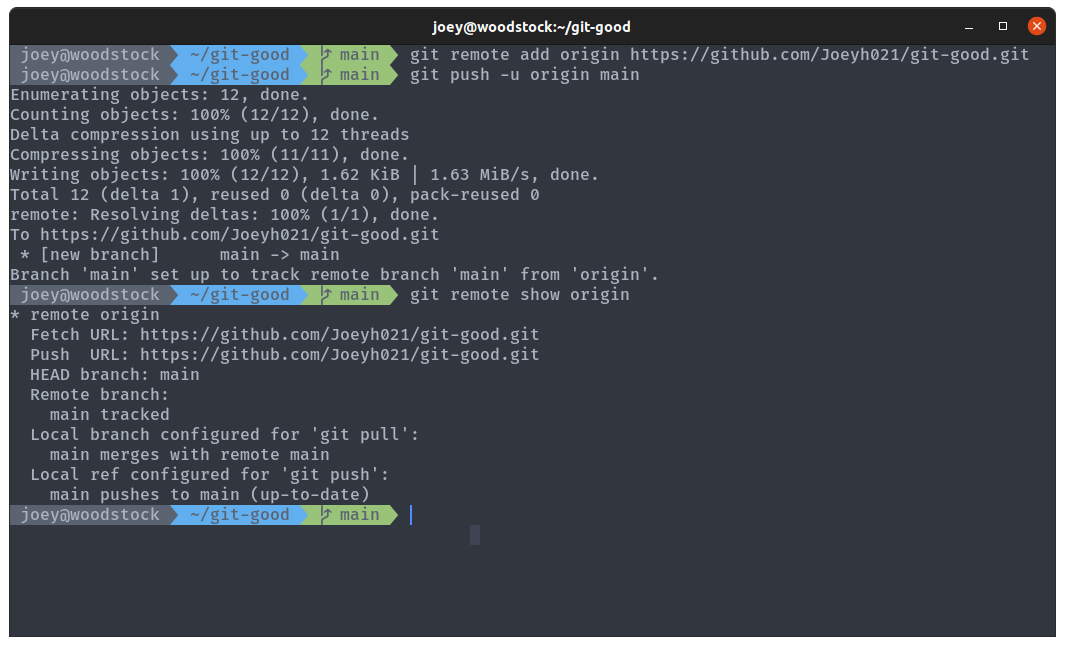 joey@woodstock:~/git-good
joey@woodstock ~/git-good main git remote add origin https://github.com/Joeyh021/git-good.git
joey@woodstock ~/git-good main git push -u origin main
Enumerating objects: 12, done.
Counting objects: 100% (12/12), done.
Delta compression using up to 12 threads
Compressing objects: 100% (11/11), done.
Writing objects: 100% (12/12), 1.62 KiB | 1.63 MiB/s, done.
Total 12 (delta 1), reused 0 (delta 0), pack-reused 0
remote: Resolving deltas: 100% (1/1), done.
To https://github.com/Joeyh021/git-good.git
 * [new branch]      main -> main
Branch 'main' set up to track remote branch 'main' from 'origin'.
joey@woodstock ~/git-good main git remote show origin
* remote origin
  Fetch URL: https://github.com/Joeyh021/git-good.git
  Push  URL: https://github.com/Joeyh021/git-good.git
  HEAD branch: main
  Remote branch:
    main tracked
  Local branch configured for 'git pull':
    main merges with remote main
  Local ref configured for 'git push':
    main pushes to main (up-to-date)
joey@woodstock ~/git-good main